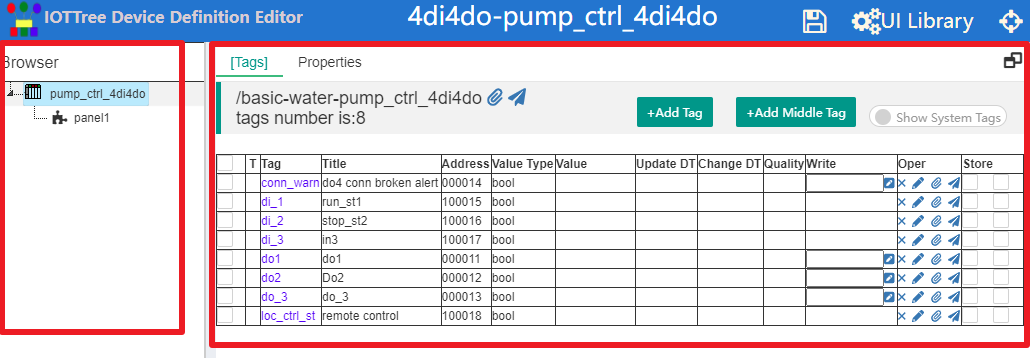 IOTTree Device Definition Editor
4di4do-pump_ctrl_4di4do
UI Library
Browser
pump_ctrl_4di4do
panel1
[Tags] Properties
/basic-water-pump_ctrl_4di4do
tags number is:8
+Add Tag +Add Middle Tag Show System Tags
T Tag Title Address Value Type Value Update DT Change DT Quality Write Oper Store
conn_warn do4 conn broken alert 000014 bool
di_1 run_st1 100015 bool
di_2 stop_st2 100016 bool
di_3 in3 100017 bool
do1 do1 000011 bool
do2 Do2 000012 bool
do_3 do_3 000013 bool
loc_ctrl_st remote control 100018 bool